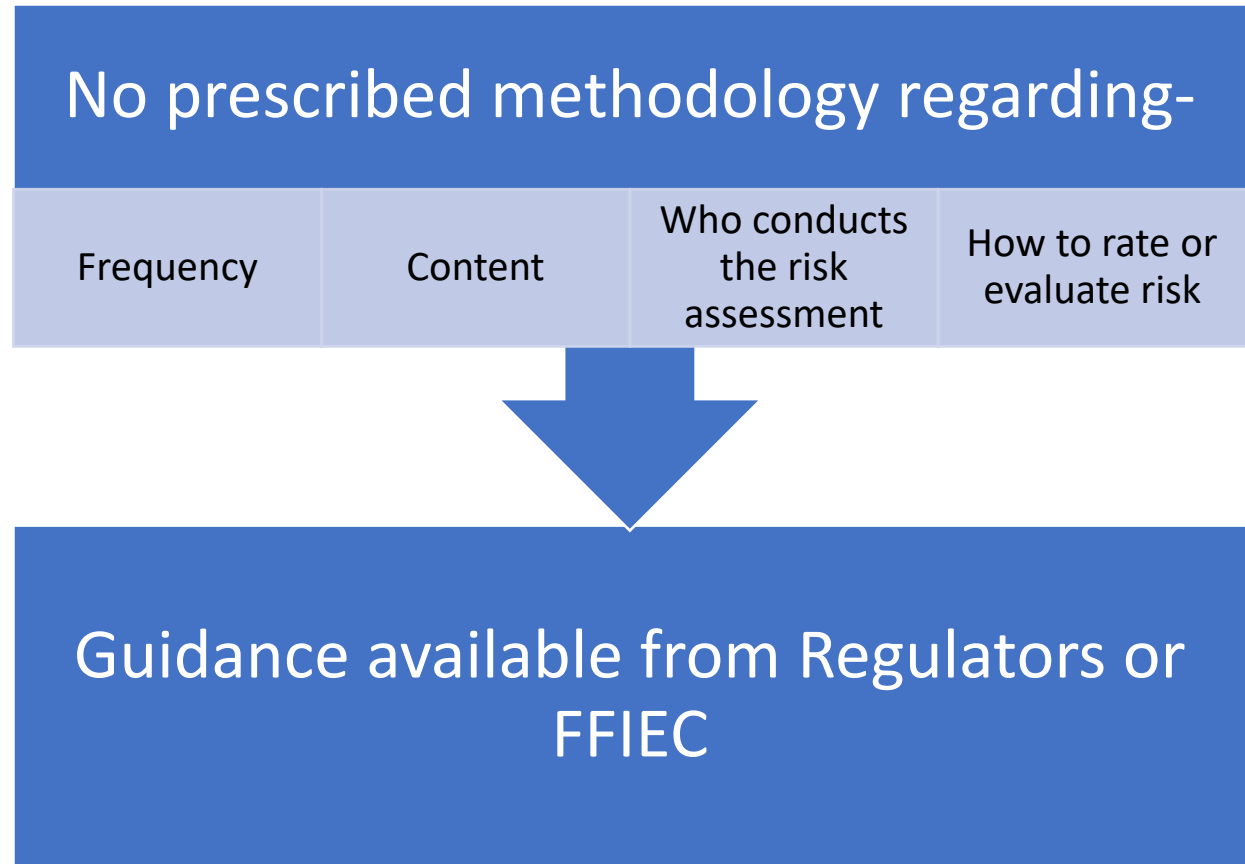 No prescribed methodology regarding-
Frequency
Content
Who conducts
the risk
assessment
How to rate or
evaluate risk
Guidance available from Regulators or
FFIEC